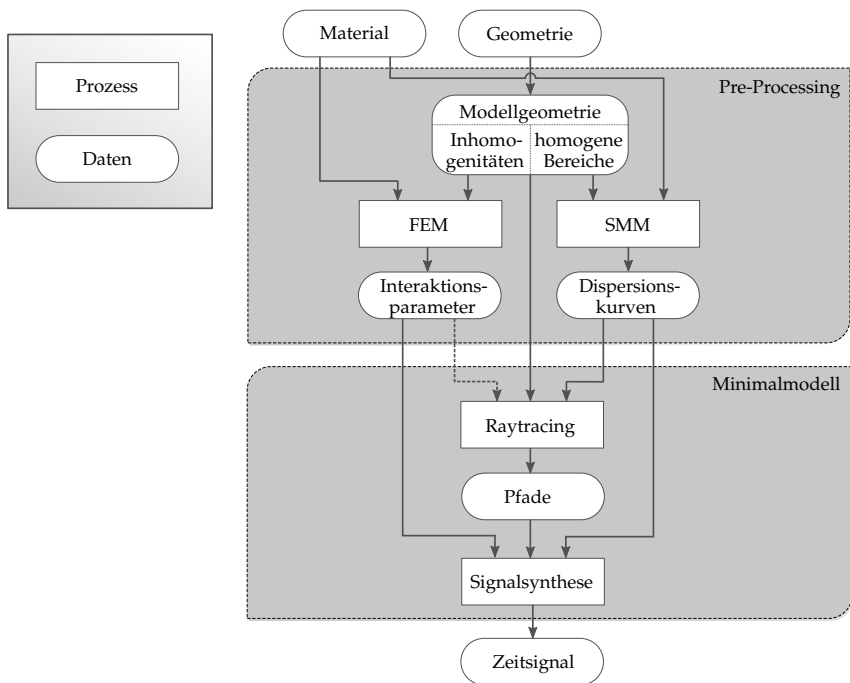 Material
Geometrie
Prozess
Daten
Pre-Processing
Modellgeometrie
Inhomo-
genitäten
homogene
Bereiche
FEM
SMM
Interaktions-
parameter
Dispersions-
kurven
Minimalmodell
Raytracing
Pfade
Signalsynthese
Zeitsignal